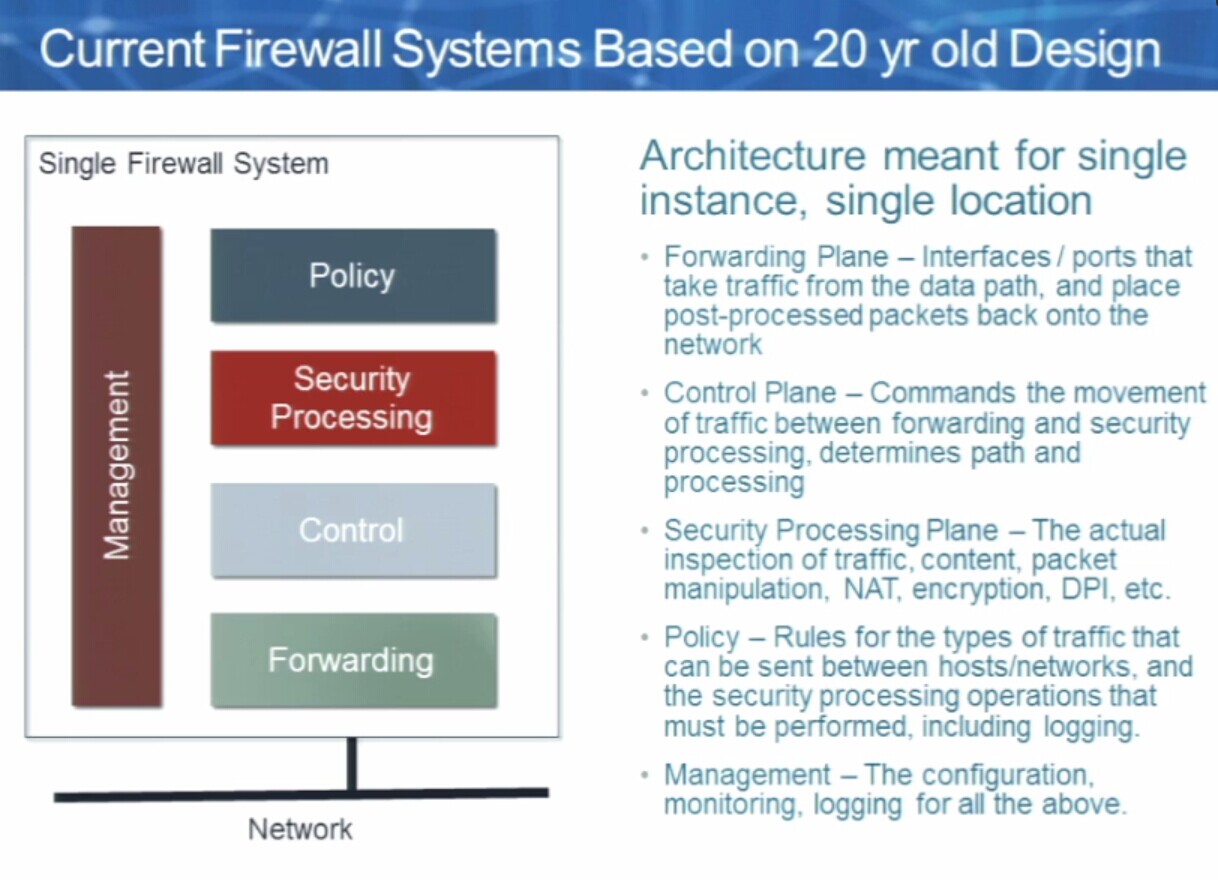 Current Firewall Systems Based on 20 yr old Design
Single Firewall System
Management
Policy
Security
Processing
Control
Forwarding
Network
Architecture meant for single
instance, single location
• Forwarding Plane – Interfaces / ports that
take traffic from the data path, and place
post-processed packets back onto the
network
• Control Plane – Commands the movement
of traffic between forwarding and security
processing, determines path and
processing
• Security Processing Plane – The actual
inspection of traffic, content, packet
manipulation, NAT, encryption, DPI, etc.
• Policy – Rules for the types of traffic that
can be sent between hosts/networks, and
the security processing operations that
must be performed, including logging.
• Management – The configuration,
monitoring, logging for all the above.